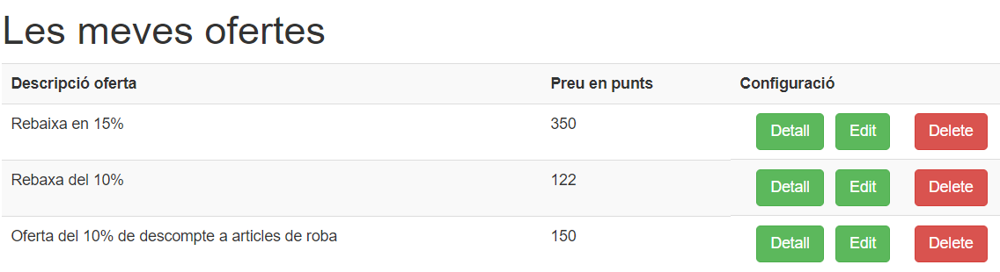 Les meves ofertes
Descripció oferta Preu en punts Configuració
Rebaixa en 15% 350 Detall Edit Delete
Rebaxa del 10% 122 Detall Edit Delete
Oferta del 10% de descompte a articles de roba 150 Detall Edit Delete